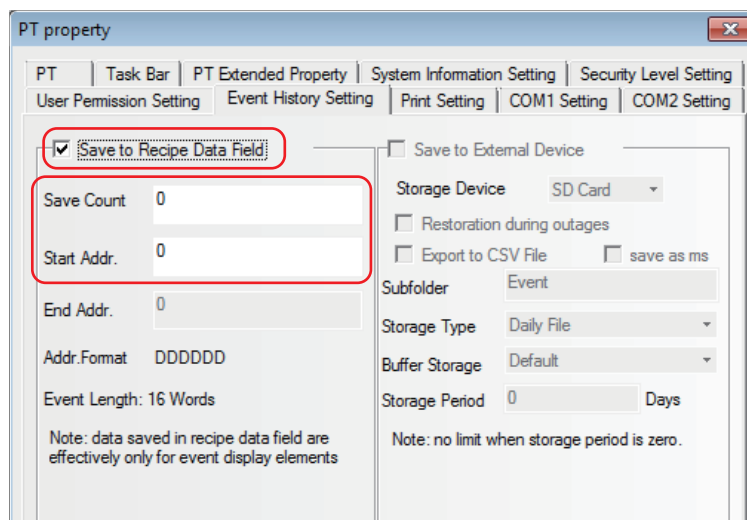 PT property
PT Task Bar PT Extended Property System Information Setting Security Level Setting
User Permission Setting Event History Setting Print Setting COM1 Setting COM2 Setting
Save to Recipe Data Field
Save Count 0
Start Addr. 0
End Addr. 0
Addr.Format DDDDDD
Event Length: 16 Words
Note: data saved in recipe data field are
effectively only for event display elements
Save to External Device
Storage Device SD Card
Restoration during outages
Export to CSV File save as ms
Subfolder Event
Storage Type Daily File
Buffer Storage Default
Storage Period 0 Days
Note: no limit when storage period is zero.